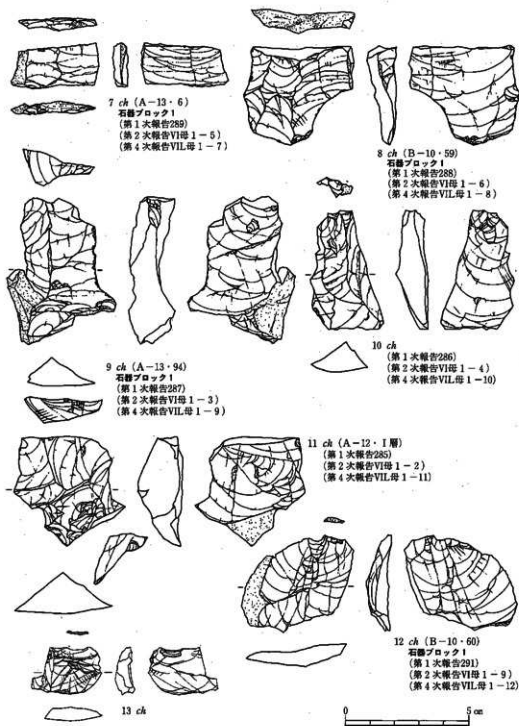 7 ch (A-13・6)
石器ブロック1
(第1次報告289)
(第2次報告VI母1-5)
(第4次報告VIL母1-7)
8 ch (B-10・59)
石器ブロック1
(第1次報告288)
(第2次報告VI母1-6)
(第4次報告VIL母1-8)
9 ch (A-13・94)
石器ブロック1
(第1次報告287)
(第2次報告VI母1-3)
(第4次報告VIL母1-9)
10 ch
(第1次報告286)
(第2次報告VI母1-4)
(第4次報告VIL母1-10)
11 ch (A-12・I層)
(第1次報告285)
(第2次報告VI母1-2)
(第4次報告VIL母1-11)
12 ch (B-10・60)
石器ブロック1
(第1次報告291)
(第2次報告VI母1-9)
(第4次報告VIL母1-12)
13 ch
0 5 cm